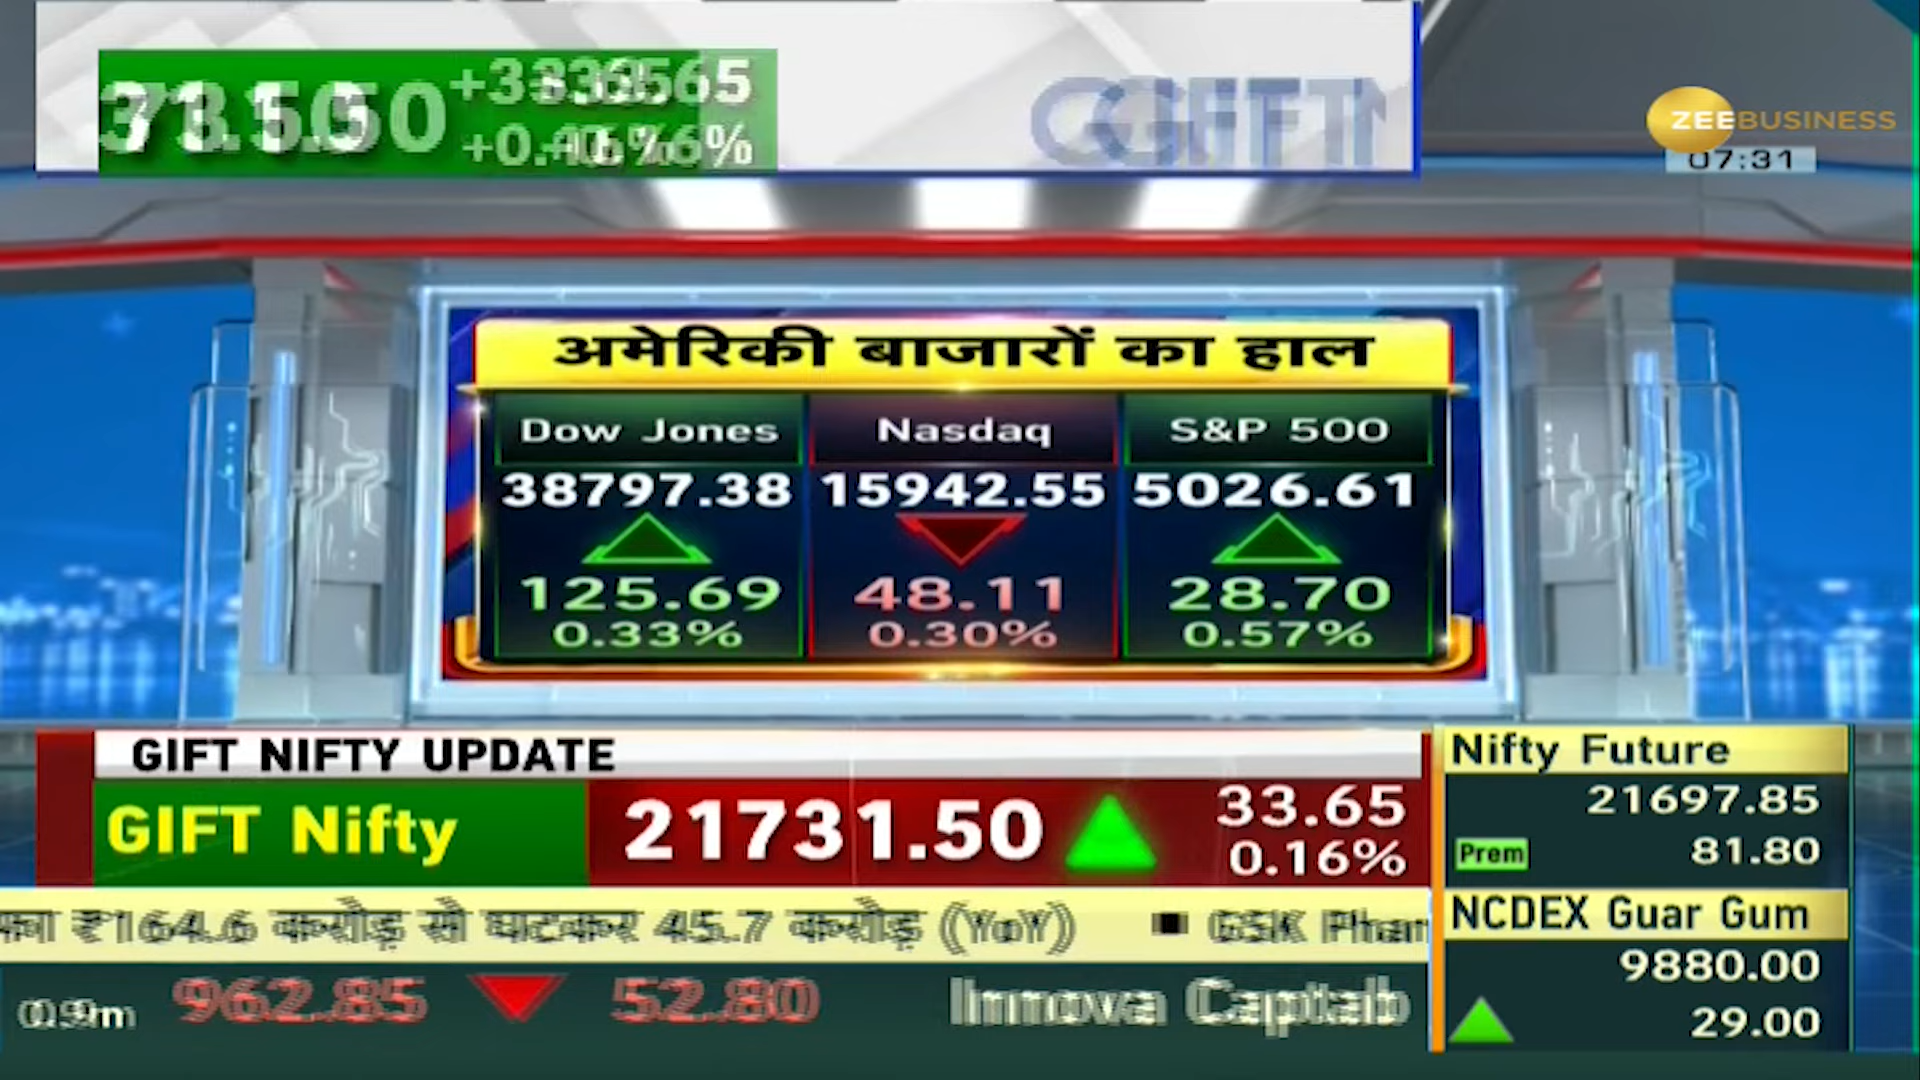 ZEEBUSINESS
07:31
अमेरिकी बाजारों का हाल
Dow Jones Nasdaq S&P 500
38797.38 15942.55 5026.61
125.69 48.11 28.70
0.33% 0.30% 0.57%
GIFT NIFTY UPDATE
GIFT Nifty 21731.50 33.65
0.16%
Nifty Future
21697.85
Prem 81.80
₹164.6 करोड़ से घटकर 45.7 करोड़ (YoY) ■ GSK
NCDEX Guar Gum
9880.00
29.00
962.85 52.80 Innova Captab